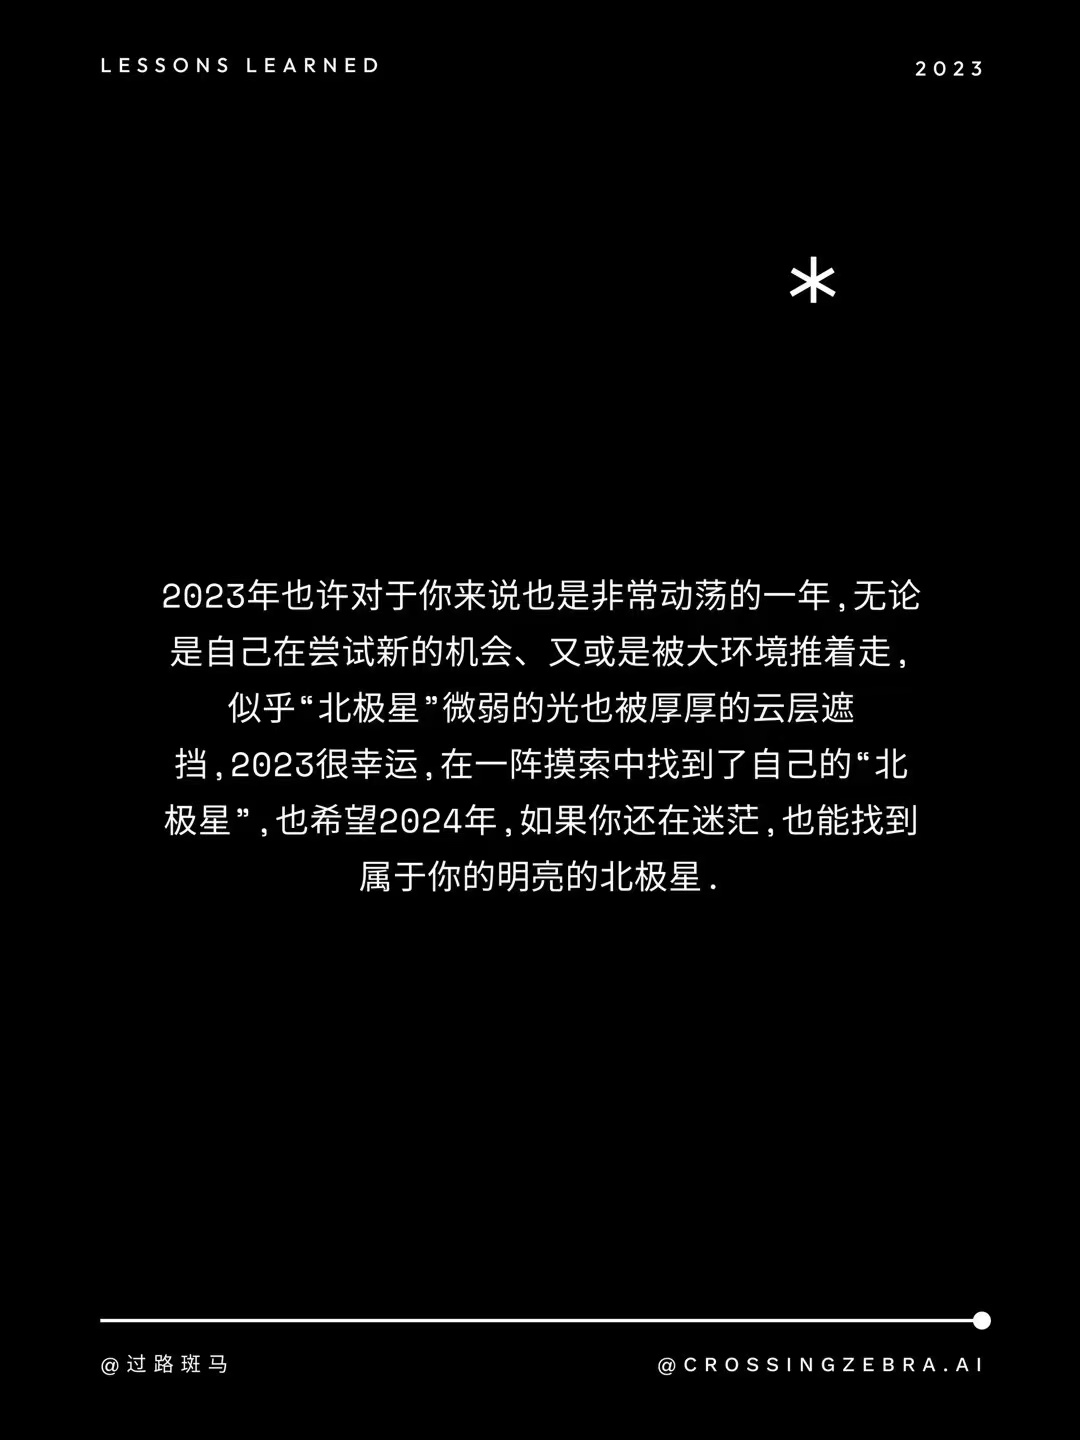 LESSONS LEARNED
2023
*
2023年也许对于你来说也是非常动荡的一年,无论
是自己在尝试新的机会、又或是被大环境推着走,
似乎“北极星”微弱的光也被厚厚的云层遮
挡,2023很幸运,在一阵摸索中找到了自己的“北
极星”,也希望2024年,如果你还在迷茫,也能找到
属于你的明亮的北极星.
@过路斑马
@CROSSINGZEBRA.AI